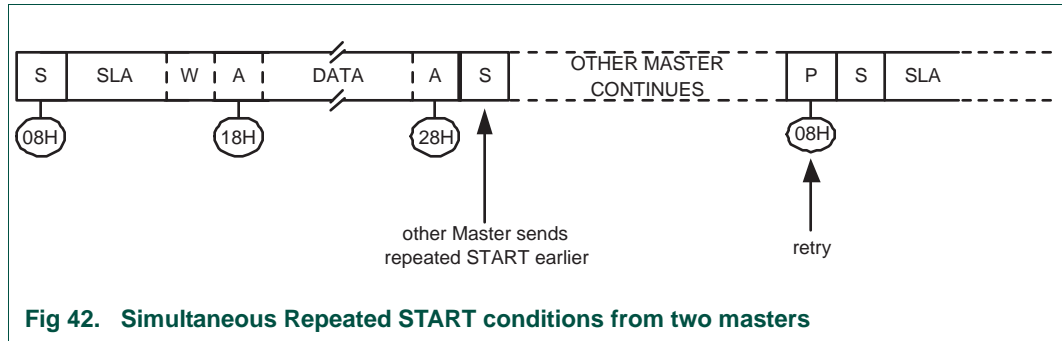 S SLA W A DATA A S OTHER MASTER CONTINUES P S SLA
08H 18H 28H 08H
other Master sends
repeated START earlier
retry
Fig 42. Simultaneous Repeated START conditions from two masters